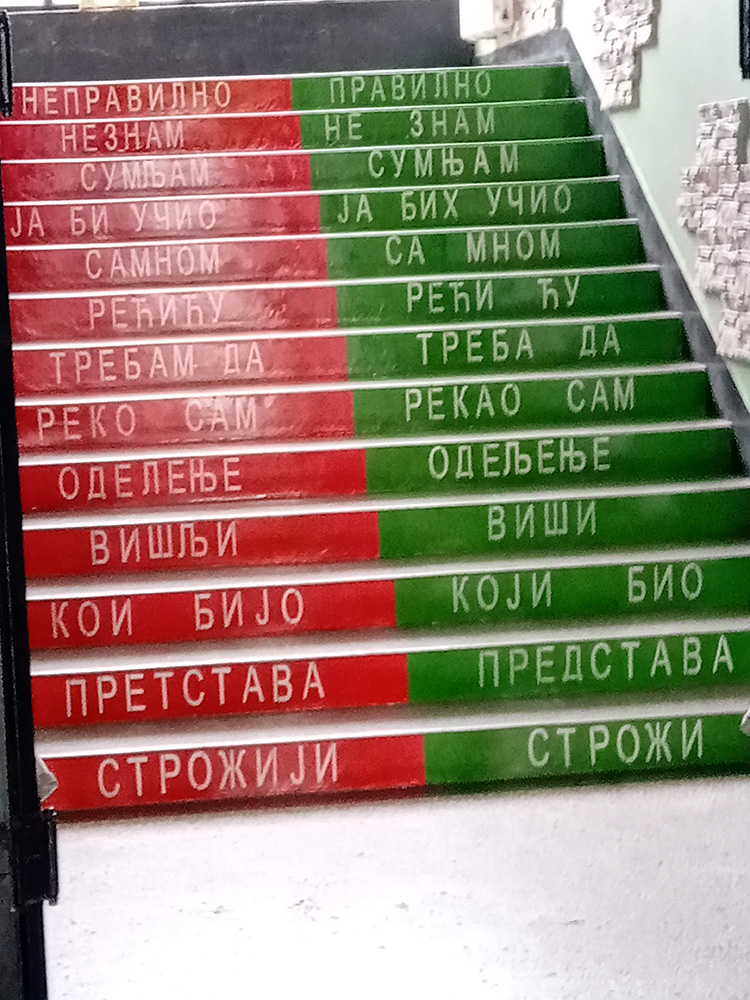 НЕПРАВИЛНО ПРАВИЛНО
НЕЗНАМ НЕ ЗНАМ
СУМЉАМ СУМЊАМ
ЈА БИ УЧИО ЈА БИХ УЧИО
САМНОМ СА МНОМ
РЕЋИЋУ РЕЋИ ЋУ
ТРЕБАМ ДА ТРЕБА ДА
РЕКО САМ РЕКАО САМ
ОДЕЛЕЊЕ ОДЕЉЕЊЕ
ВИШЉИ ВИШИ
КОИ БИЈО КОЈИ БИО
ПРЕТСТАВА ПРЕДСТАВА
СТРОЖИЈИ СТРОЖИ